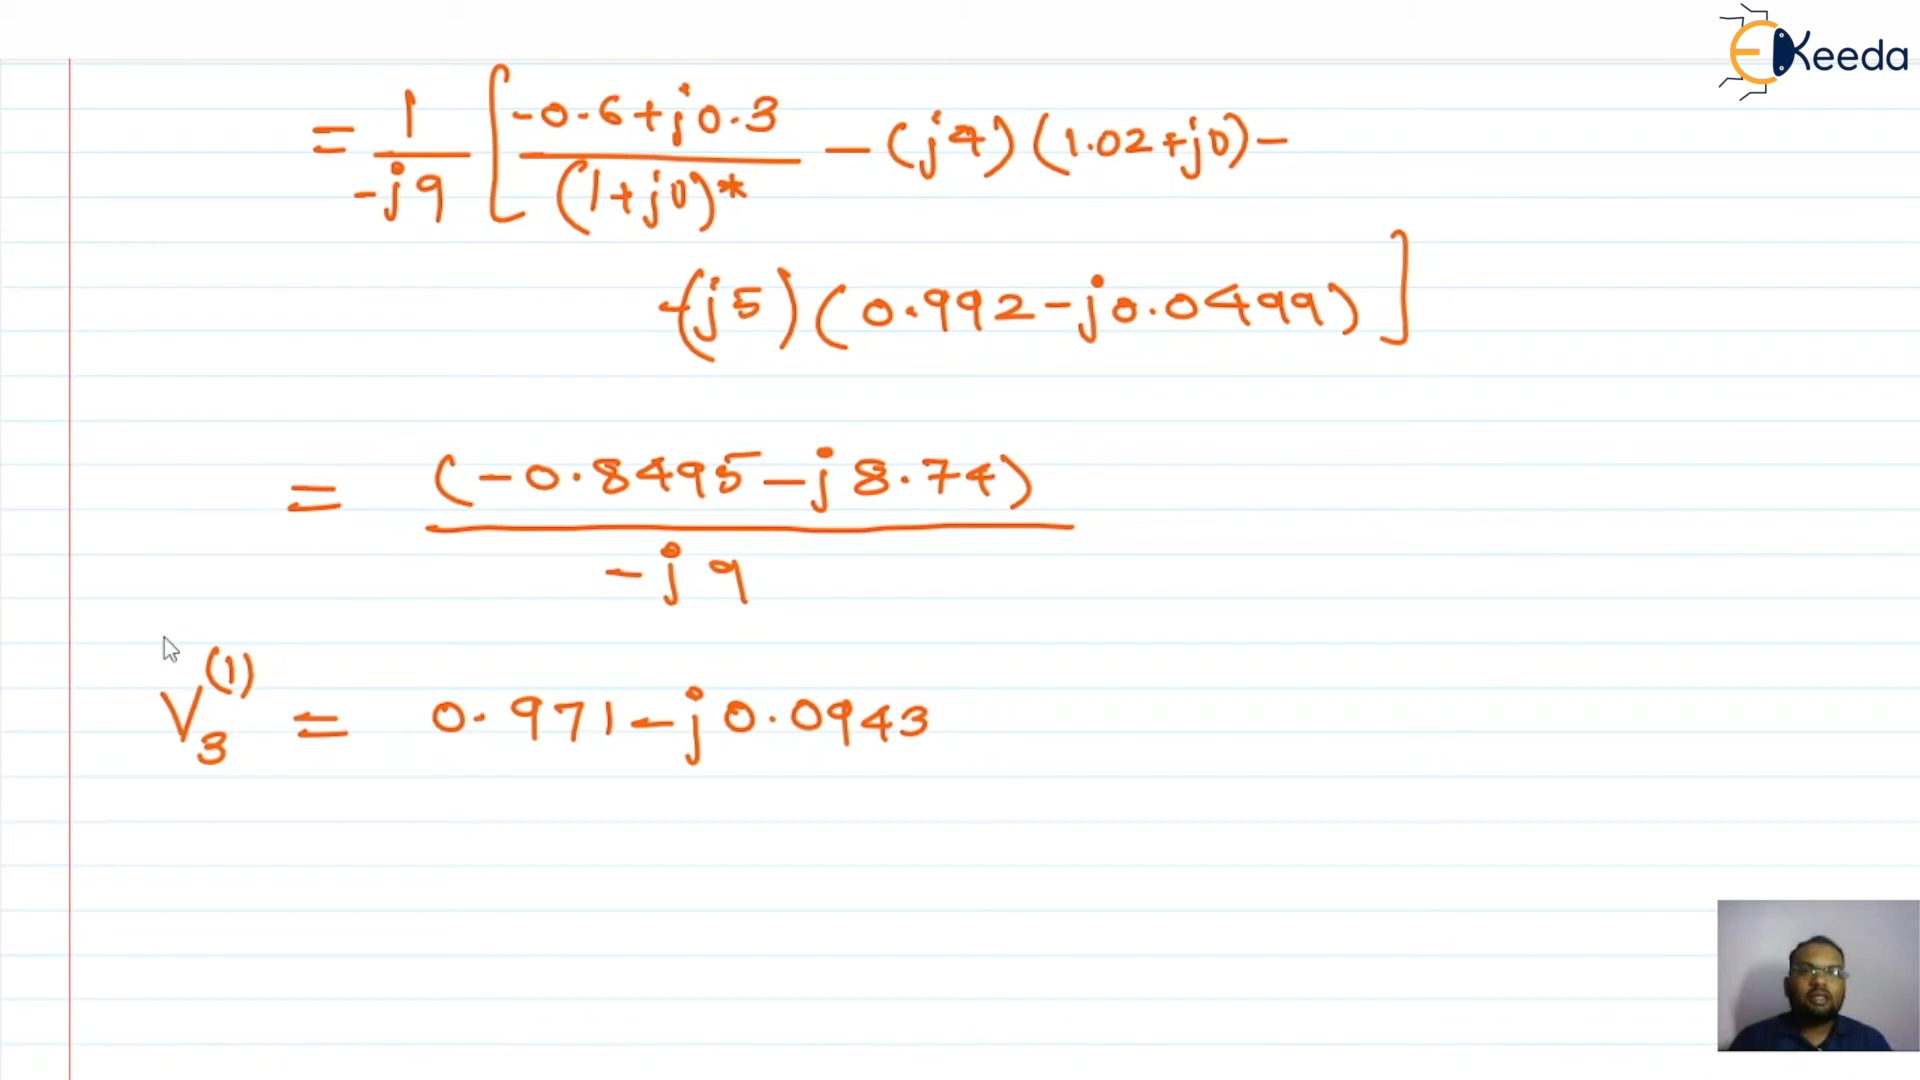 EKeeda
= 1/-j9 [ -0.6+j0.3/(1+j0)* - (j4)(1.02+j0) -
(j5)(0.992-j0.0499) ]
= (-0.8495-j8.74)/-j9
V₃⁽¹⁾ = 0.971-j0.0943